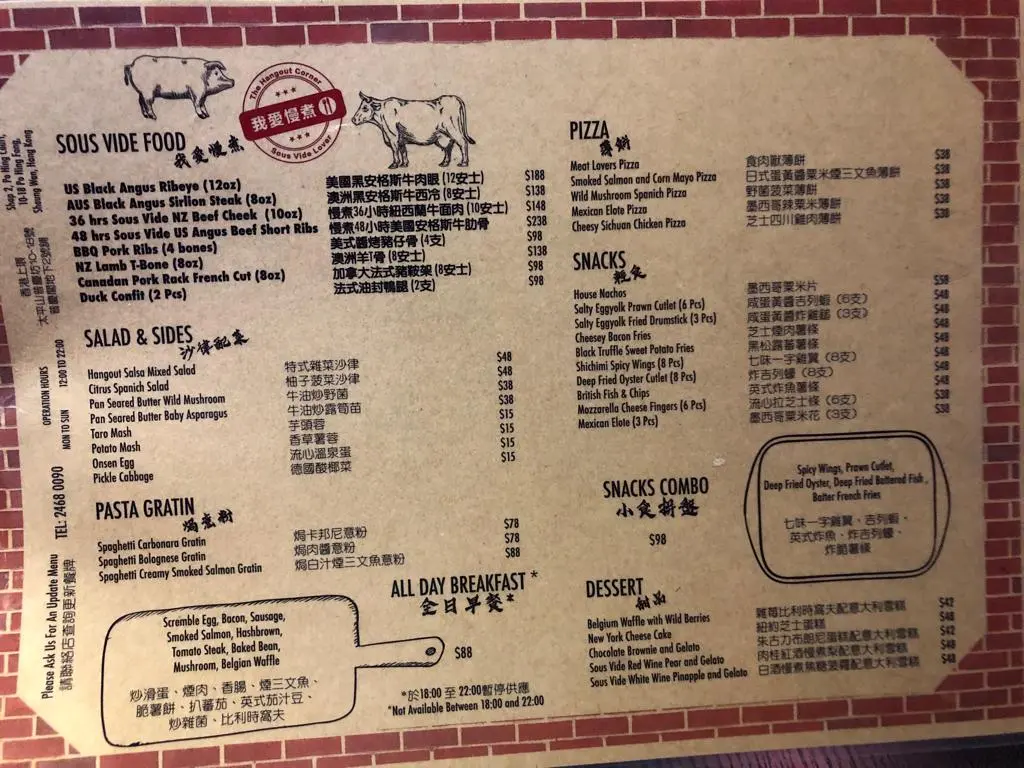 Shop 2, Po Hing Court,
10-18 Po Hing Fong,
Sheung Wan, Hong Kong
香港上環
太平山普慶坊10-18號
普慶閣地下2號舖
OPERATION HOURS
MON TO SUN 12:00 TO 22:00
TEL: 2468 0090
Please Ask Us For An Update Menu
請聯絡店查詢更新餐牌
The Hangout Corner
我愛慢煮
Sous Vide Lover
SOUS VIDE FOOD
我愛慢煮
US Black Angus Ribeye (12oz) 美國黑安格斯牛肉眼 (12安士) $188
AUS Black Angus Sirlion Steak (8oz) 澳洲黑安格斯牛西冷 (8安士) $138
36 hrs Sous Vide NZ Beef Cheek (10oz) 慢煮36小時紐西蘭牛面肉 (10安士) $148
48 hrs Sous Vide US Angus Beef Short Ribs 慢煮48小時美國安格斯牛肋骨 $238
BBQ Pork Ribs (4 bones) 美式醬烤豬仔骨 (4支) $98
NZ Lamb T-Bone (8oz) 澳洲羊T骨 (8安士) $138
Canadian Pork Rack French Cut (8oz) 加拿大法式豬鞍架 (8安士) $98
Duck Confit (2 Pcs) 法式油封鴨腿 (2支) $98
SALAD & SIDES
沙律配菜
Hangout Salsa Mixed Salad 特式雜菜沙律
Citrus Spanich Salad 柚子菠菜沙律
Pan Seared Butter Wild Mushroom 牛油炒野菌
Pan Seared Butter Baby Asparagus 牛油炒露筍苗
Taro Mash 芋頭蓉
Potato Mash 香草薯蓉
Onsen Egg 流心溫泉蛋
Pickle Cabbage 德國酸椰菜
$48
$48
$38
$38
$15
$15
$15
PASTA GRATIN
焗意粉
Spaghetti Carbonara Gratin 焗卡邦尼意粉 $78
Spaghetti Bolagnese Gratin 焗肉醬意粉 $78
Spaghetti Creamy Smoked Salmon Gratin 焗白汁煙三文魚意粉 $88
ALL DAY BREAKFAST *
全日早餐*
Scremble Egg, Bacon, Sausage,
Smoked Salmon, Hashbrown,
Tomato Steak, Baked Bean,
Mushroom, Belgian Waffle
炒滑蛋、煙肉、香腸、煙三文魚、
脆薯餅、扒蕃茄、英式茄汁豆、
炒雜菌、比利時窩夫
$88
*於18:00 至 22:00暫停供應
*Not Available Between 18:00 and 22:00
PIZZA
薄餅
Meat Lovers Pizza 食肉獸薄餅 $38
Smoked Salmon and Corn Mayo Pizza 日式蛋黃醬粟米煙三文魚薄餅 $38
Wild Mushroom Spanich Pizza 野菌菠菜薄餅 $38
Mexican Elote Pizza 墨西哥辣粟米薄餅 $38
Cheesy Sichuan Chicken Pizza 芝士四川雞肉薄餅 $38
SNACKS
輕食
House Nachos 墨西哥粟米片 $58
Salty Eggyolk Prawn Cutlet (6 Pcs) 咸蛋黃醬吉列蝦 (6支) $48
Salty Eggyolk Fried Drumstick (3 Pcs) 咸蛋黃醬炸雞鎚 (3支) $48
Cheesey Bacon Fries 芝士煙肉薯條 $48
Black Truffle Sweet Potato Fries 黑松露蕃薯條 $48
Shichimi Spicy Wings (8 Pcs) 七味一字雞翼 (8支) $48
Deep Fried Oyster Cutlet (8 Pcs) 炸吉列蠔 (8支) $48
British Fish & Chips 英式炸魚薯條 $48
Mozzarella Cheese Fingers (6 Pcs) 流心拉芝士條 (6支) $38
Mexican Elote (3 Pcs) 墨西哥粟米花 (3支) $38
SNACKS COMBO
小食拼盤
$98
Spicy Wings, Prawn Cutlet,
Deep Fried Oyster, Deep Fried Battered Fish ,
Batter French Fries
七味一字雞翼、吉列蝦、
英式炸魚、炸吉列蠔、
炸脆薯條
DESSERT
甜品
Belgium Waffle with Wild Berries 雜莓比利時窩夫配意大利雪糕 $42
New York Cheese Cake 紐約芝士蛋糕 $48
Chocolate Brownie and Gelato 朱古力布朗尼蛋糕配意大利雪糕 $42
Sous Vide Red Wine Pear and Gelato 肉桂紅酒慢煮梨配意大利雪糕 $48
Sous Vide White Wine Pinapple and Gelato 白酒慢煮焦糖菠蘿配意大利雪糕 $48